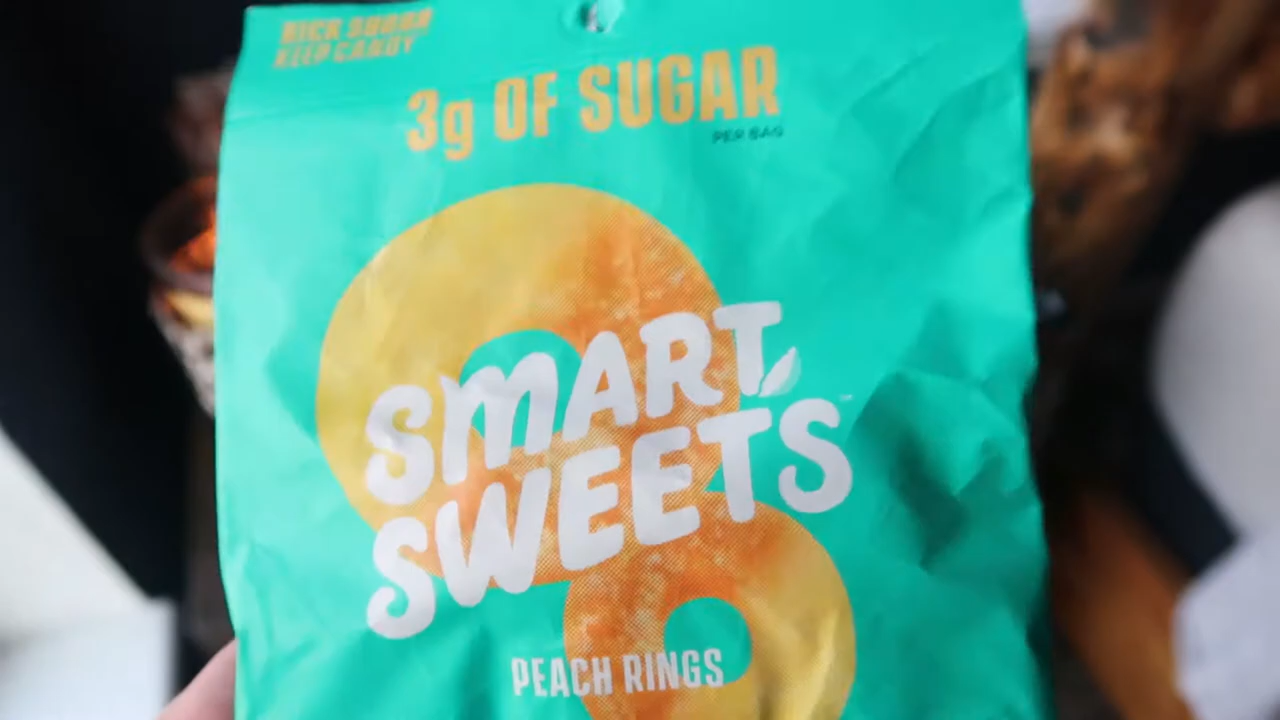 KICK SUGAR
KEEP CANDY
3g OF SUGAR
PER BAG
SMART
SWEETS
PEACH RINGS